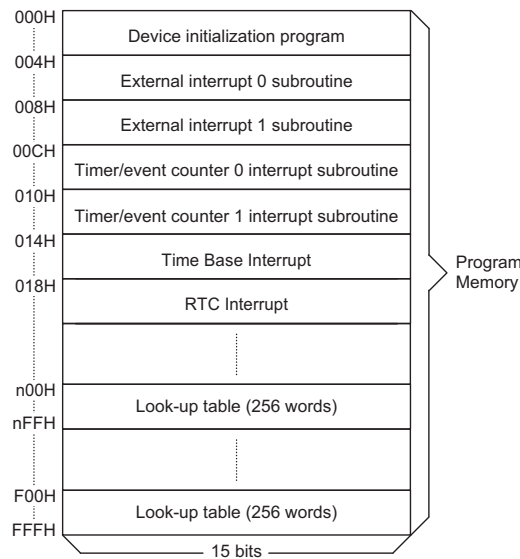 000H
Device initialization program
004H
External interrupt 0 subroutine
008H
External interrupt 1 subroutine
00CH
Timer/event counter 0 interrupt subroutine
010H
Timer/event counter 1 interrupt subroutine
014H
Time Base Interrupt
018H
RTC Interrupt
Program
Memory
n00H
Look-up table (256 words)
nFFH
F00H
Look-up table (256 words)
FFFH
15 bits